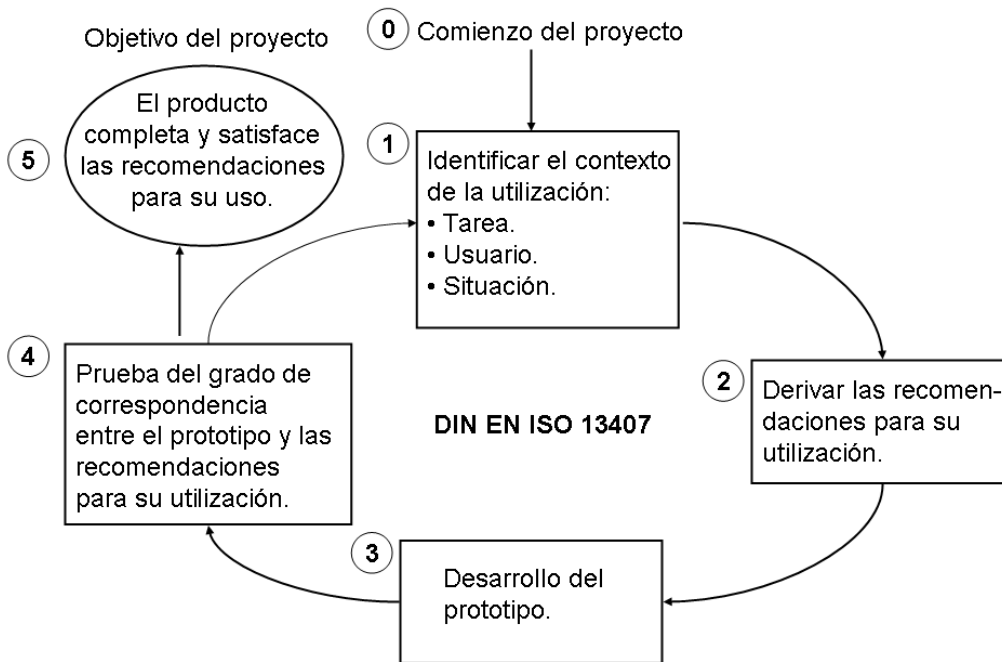 Objetivo del proyecto
0 Comienzo del proyecto
5
El producto
completa y satisface
las recomendaciones
para su uso.
1
Identificar el contexto
de la utilización:
• Tarea.
• Usuario.
• Situación.
2
Derivar las recomen-
daciones para su
utilización.
3
Desarrollo del
prototipo.
4
Prueba del grado de
correspondencia
entre el prototipo y las
recomendaciones
para su utilización.
DIN EN ISO 13407